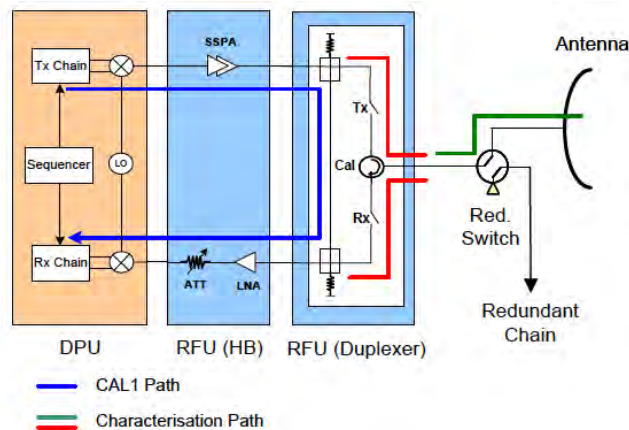 SSPA
Antenna
Tx Chain
Tx
Sequencer
LO
Cal
Rx
Red.
Switch
Rx Chain
ATT
LNA
Redundant
Chain
DPU
RFU (HB)
RFU (Duplexer)
CAL1 Path
Characterisation Path